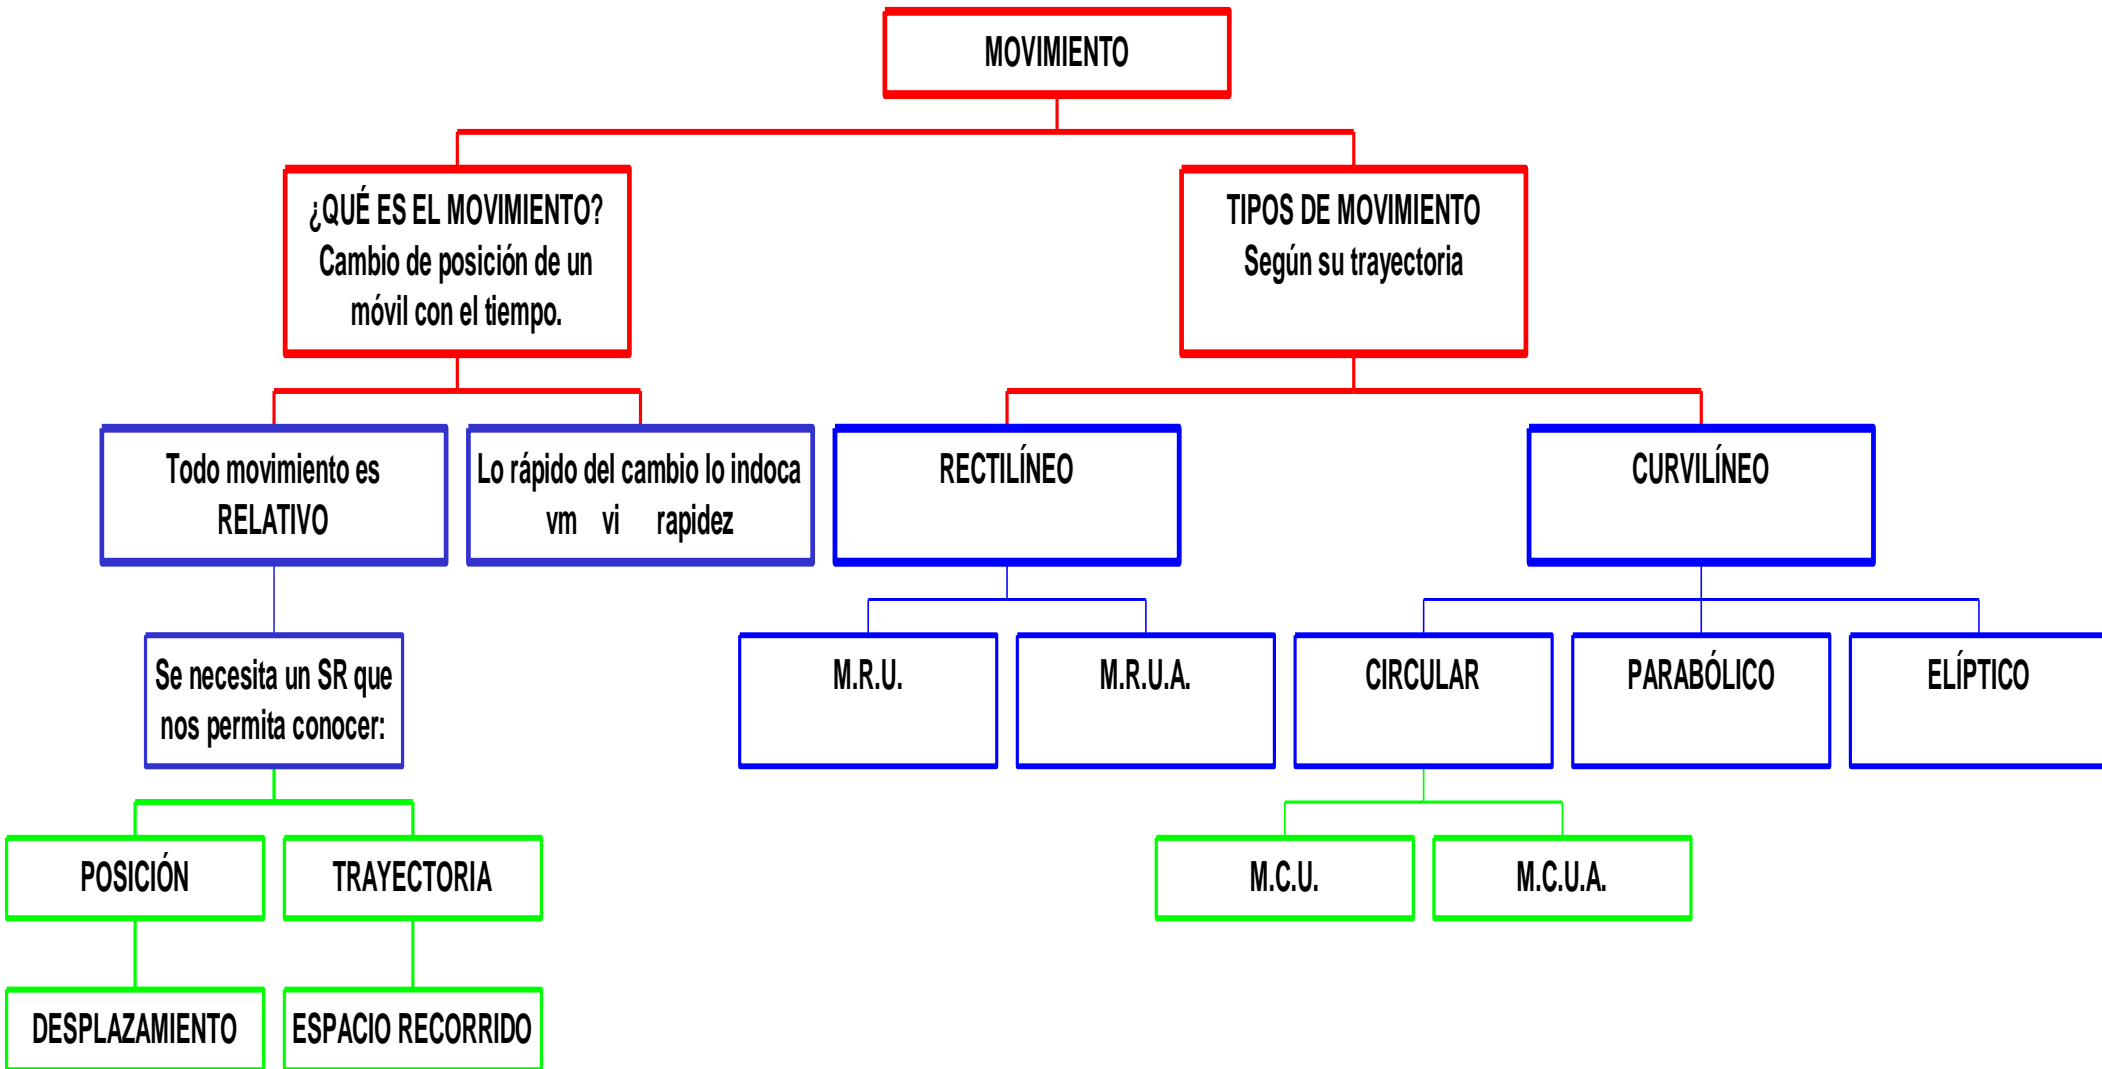 MOVIMIENTO
¿QUÉ ES EL MOVIMIENTO?
Cambio de posición de un
móvil con el tiempo.
TIPOS DE MOVIMIENTO
Según su trayectoria
Todo movimiento es
RELATIVO
Lo rápido del cambio lo indoca
vm vi rapidez
RECTILÍNEO
CURVILÍNEO
Se necesita un SR que
nos permita conocer:
M.R.U.
M.R.U.A.
CIRCULAR
PARABÓLICO
ELÍPTICO
POSICIÓN
TRAYECTORIA
M.C.U.
M.C.U.A.
DESPLAZAMIENTO
ESPACIO RECORRIDO